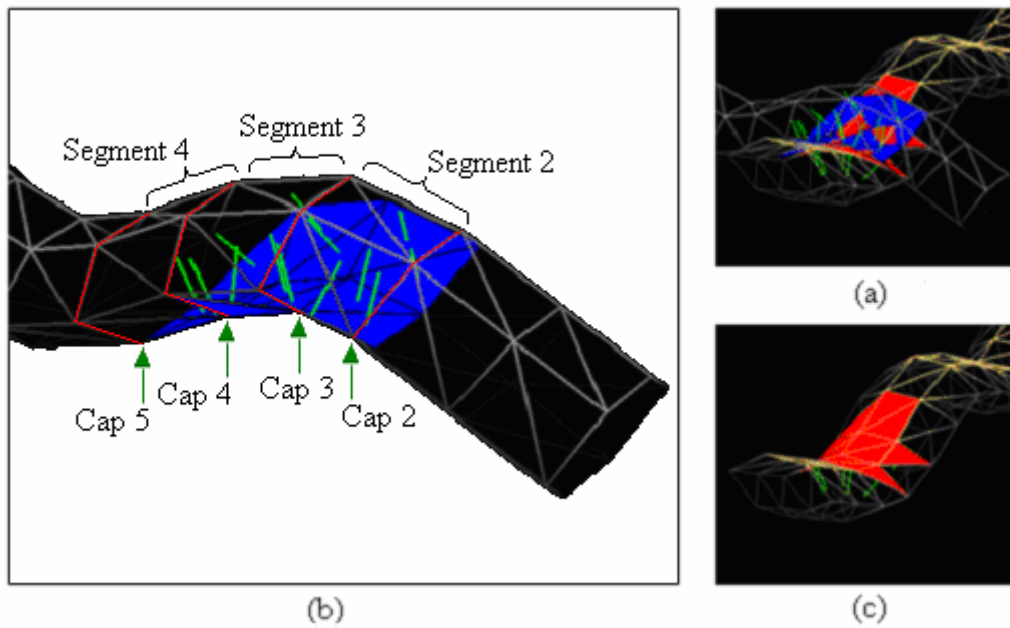 Segment 4
Segment 3
Segment 2
Cap 5
Cap 4
Cap 3
Cap 2
(a)
(b)
(c)